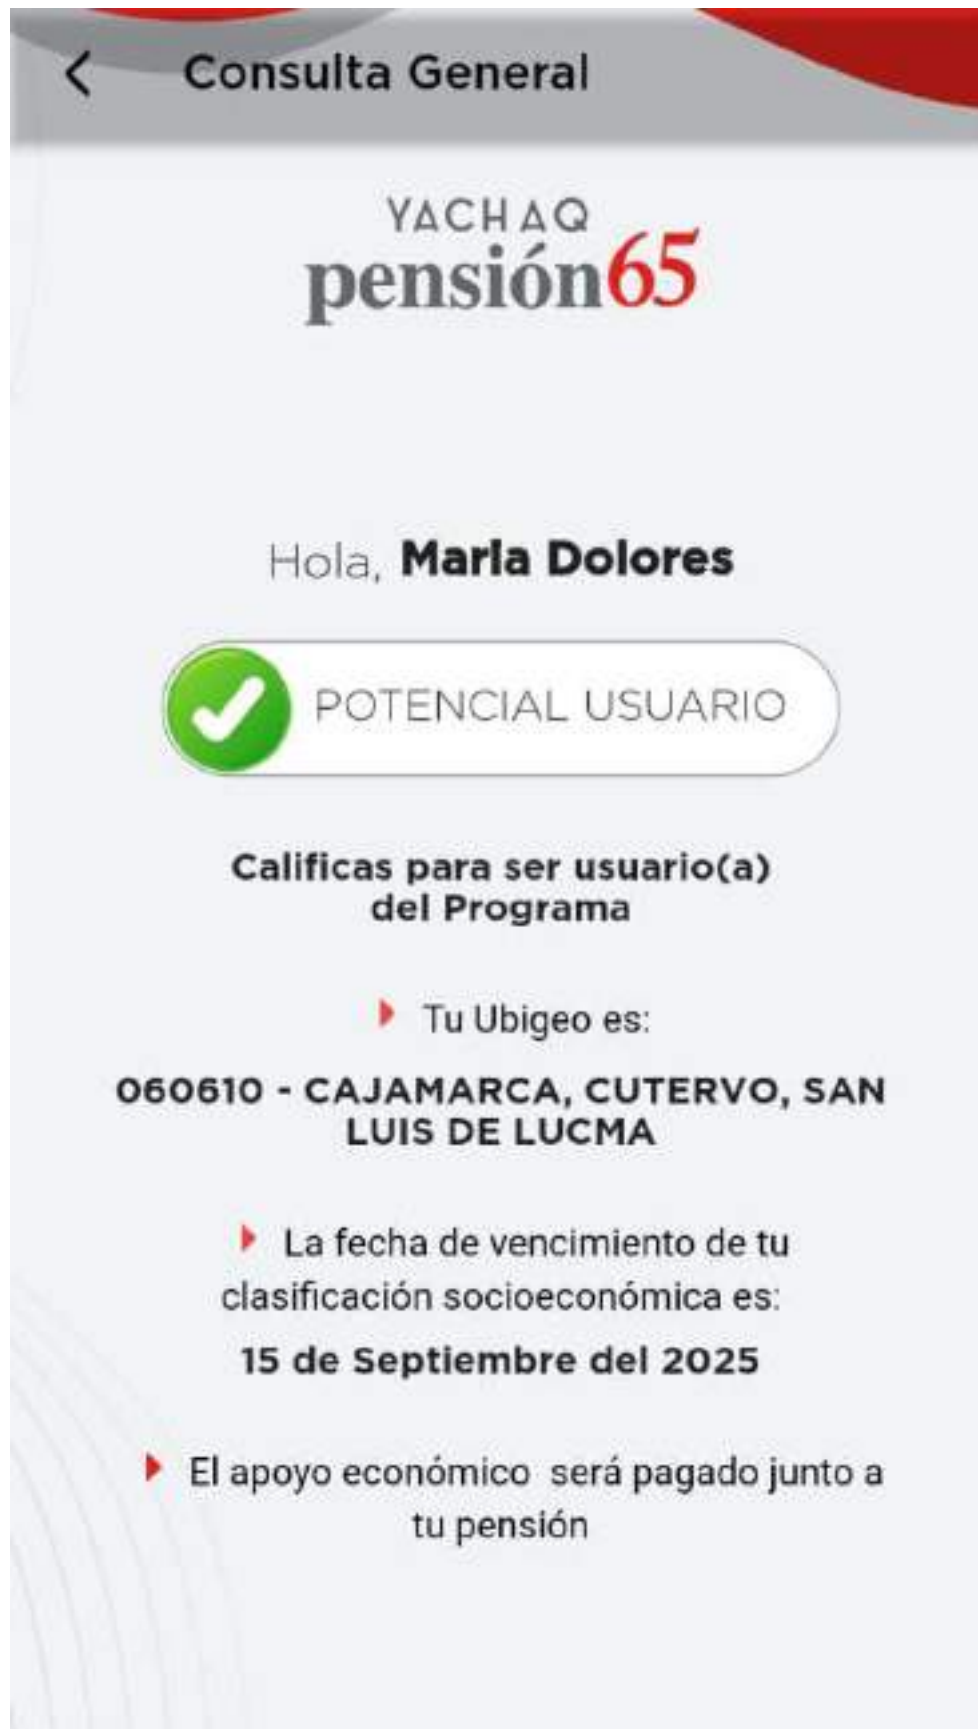 Consulta General
YACHAQ
pensión65
Hola, Marla Dolores
POTENCIAL USUARIO
Calificas para ser usuario(a)
del Programa
Tu Ubigeo es:
060610 - CAJAMARCA, CUTERVO, SAN
LUIS DE LUCMA
La fecha de vencimiento de tu
clasificación socioeconómica es:
15 de Septiembre del 2025
El apoyo económico será pagado junto a
tu pensión